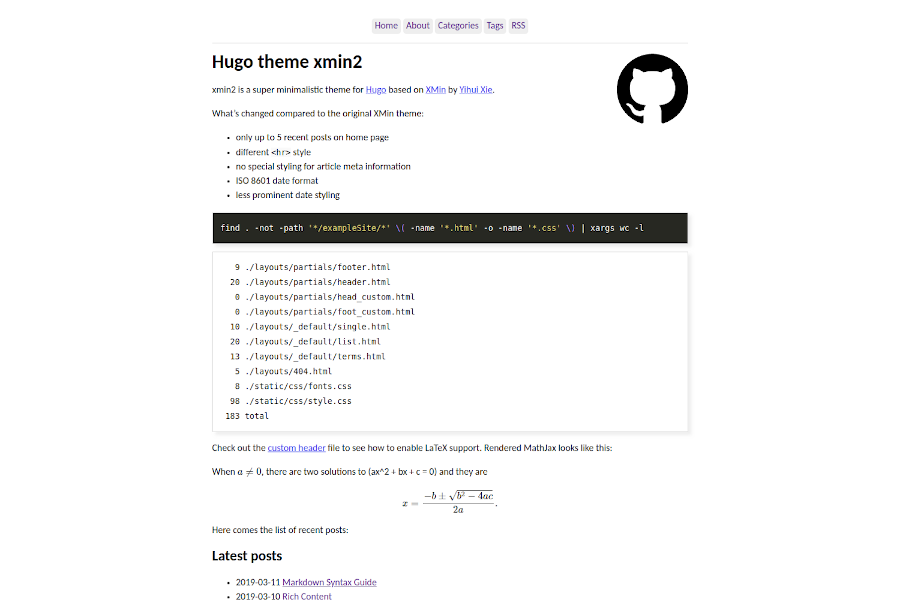 Home About Categories Tags RSS
Hugo theme xmin2
xmin2 is a super minimalistic theme for Hugo based on XMin by Yihui Xie.
What's changed compared to the original XMin theme:
• only up to 5 recent posts on home page
• different <hr> style
• no special styling for article meta information
• ISO 8601 date format
• less prominent date styling
find . -not -path '*/exampleSite/*' \( -name '*.html' -o -name '*.css' \) | xargs wc -l
9 ./layouts/partials/footer.html
20 ./layouts/partials/header.html
0 ./layouts/partials/head_custom.html
0 ./layouts/partials/foot_custom.html
10 ./layouts/_default/single.html
20 ./layouts/_default/list.html
13 ./layouts/_default/terms.html
5 ./layouts/404.html
8 ./static/css/fonts.css
98 ./static/css/style.css
183 total
Check out the custom header file to see how to enable LaTeX support. Rendered MathJax looks like this:
When a ≠ 0, there are two solutions to (ax^2 + bx + c = 0) and they are
x = −b ± √b² − 4ac / 2a.
Here comes the list of recent posts:
Latest posts
• 2019-03-11 Markdown Syntax Guide
• 2019-03-10 Rich Content